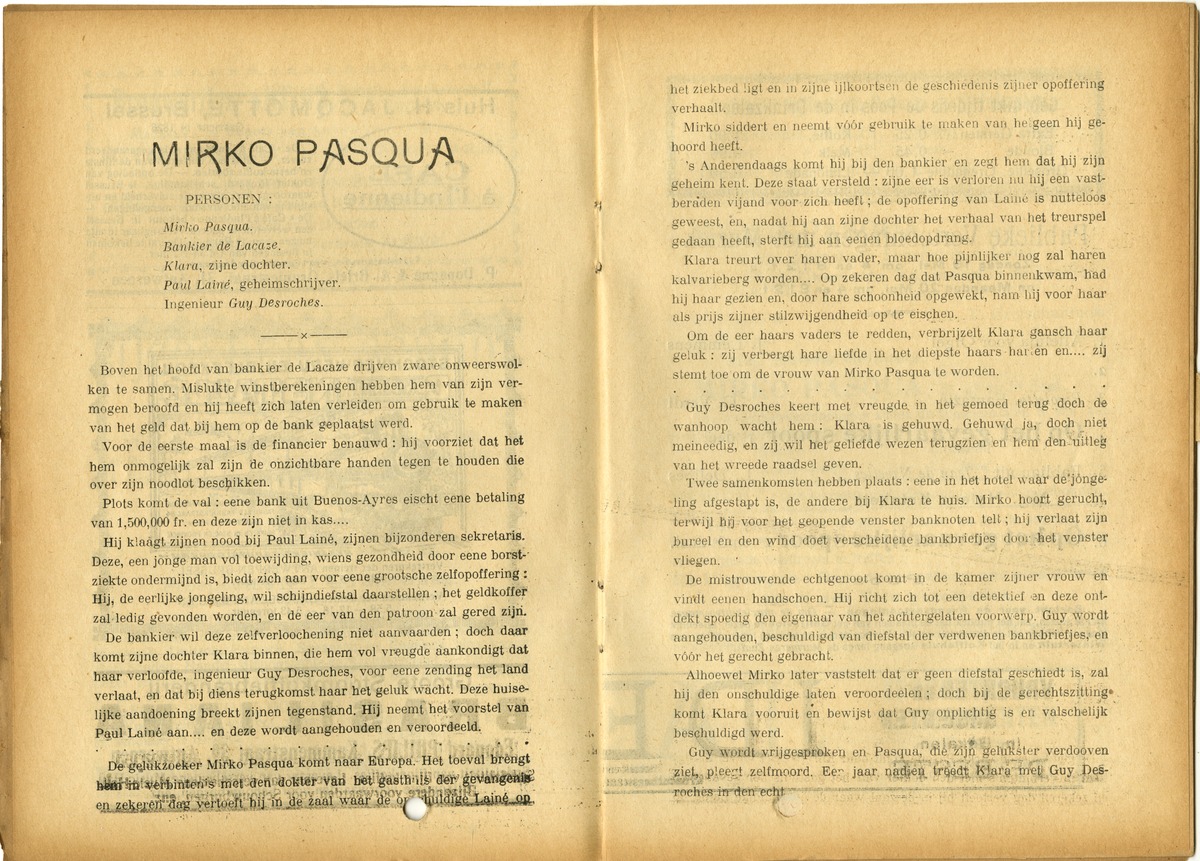 MIRKO PASQUA
PERSONEN :
Mirko Pasqua.
Bankier de Lacaze.
Klara, zijne dochter.
Paul Lainé, geheimschrijver.
Ingenieur Guy Desroches.
Boven het hoofd van bankier de Lacaze drijven zware onweerswol-
ken te samen. Mislukte winstberekeningen hebben hem van zijn ver-
mogen beroofd en hij heeft zich laten verleiden om gebruik te maken
van het geld dat bij hem op de bank geplaatst werd.
Voor de eerste maal is de financier benauwd : hij voorziet dat het
hem onmogelijk zal zijn de onzichtbare handen tegen te houden die
over zijn noodlot beschikken.
Plots komt de val : eene bank uit Buenos-Ayres eischt eene betaling
van 1,500,000 fr. en deze zijn niet in kas....
Hij klaagt zijnen nood bij Paul Lainé, zijnen bijzonderen sekretaris.
Deze, een jonge man vol toewijding, wiens gezondheid door eene borst-
ziekte ondermijnd is, biedt zich aan voor eene grootsche zelfopoffering :
Hij, de eerlijke jongeling, wil schijndiefstal daarstellen ; het geldkoffer
zal ledig gevonden worden, en de eer van den patroon zal gered zijn.
De bankier wil deze zelfverloochening niet aanvaarden ; doch daar
komt zijne dochter Klara binnen, die hem vol vreugde aankondigt dat
haar verloofde, ingenieur Guy Desroches, voor eene zending het land
verlaat, en dat bij diens terugkomst haar het geluk wacht. Deze huise-
lijke aandoening breekt zijnen tegenstand. Hij neemt het voorstel van
Paul Lainé aan.... en deze wordt aangehouden en veroordeeld.
De gelukzoeker Mirko Pasqua komt naar Europa. Het toeval brengt
hem in verbintenis met den dokter van het gasthuis der gevangenis
en zekeren dag vertoeft hij in de zaal waar de huldige Lainé op
het ziekbed ligt en in zijne ijlkoortsen de geschiedenis zijner opoffering
verhaalt.
Mirko siddert en neemt vóór gebruik te maken van hetgeen hij ge-
hoord heeft.
's Anderendaags komt hij bij den bankier en zegt hem dat hij zijn
geheim kent. Deze staat versteld : zijne eer is verloren nu hij een vast-
beraden vijand voor zich heeft ; de opoffering van Lainé is nutteloos
geweest, en, nadat hij aan zijne dochter het verhaal van het treurspel
gedaan heeft, sterft hij aan eenen bloedopdrang.
Klara treurt over haren vader, maar hoe pijnlijker nog zal haren
kalvarieberg worden.... Op zekeren dag dat Pasqua binnenkwam, had
hij haar gezien en, door hare schoonheid opgewekt, nam hij voor haar
als prijs zijner stilzwijgendheid op te eischen.
Om de eer haars vaders te redden, verbrijzelt Klara gansch haar
geluk : zij verbergt hare liefde in het diepste haars harten en.... zij
stemt toe om de vrouw van Mirko Pasqua te worden.
. . . . . . . . . . . . .
Guy Desroches keert met vreugde in het gemoed terug doch de
wanhoop wacht hem : Klara is gehuwd. Gehuwd ja, doch niet
meineedig, en zij wil het geliefde wezen terugzien en hem den uitleg
van het wreede raadsel geven.
Twee samenkomsten hebben plaats : eene in het hotel waar de jonge-
ling afgestapt is, de andere bij Klara te huis. Mirko hoort gerucht,
terwijl hij voor het geopende venster banknoten telt ; hij verlaat zijn
bureel en den wind doet verscheidene bankbriefjes door het venster
vliegen.
De mistrouwende echtgenoot komt in de kamer zijner vrouw en
vindt eenen handschoen. Hij richt zich tot een detektief en deze ont-
dekt spoedig den eigenaar van het achtergelaten voorwerp. Guy wordt
aangehouden, beschuldigd van diefstal der verdwenen bankbriefjes, en
vóór het gerecht gebracht.
Alhoewel Mirko later vaststelt dat er geen diefstal geschiedt is, zal
hij den onschuldige laten veroordeelen ; doch bij de gerechtszitting
komt Klara vooruit en bewijst dat Guy onplichtig is en valschelijk
beschuldigd werd.
Guy wordt vrijgesproken en Pasqua, die zijn gelukster verdooven
ziet, pleegt zelfmoord. Een jaar nadien treedt Klara met Guy Des-
roches in den echt